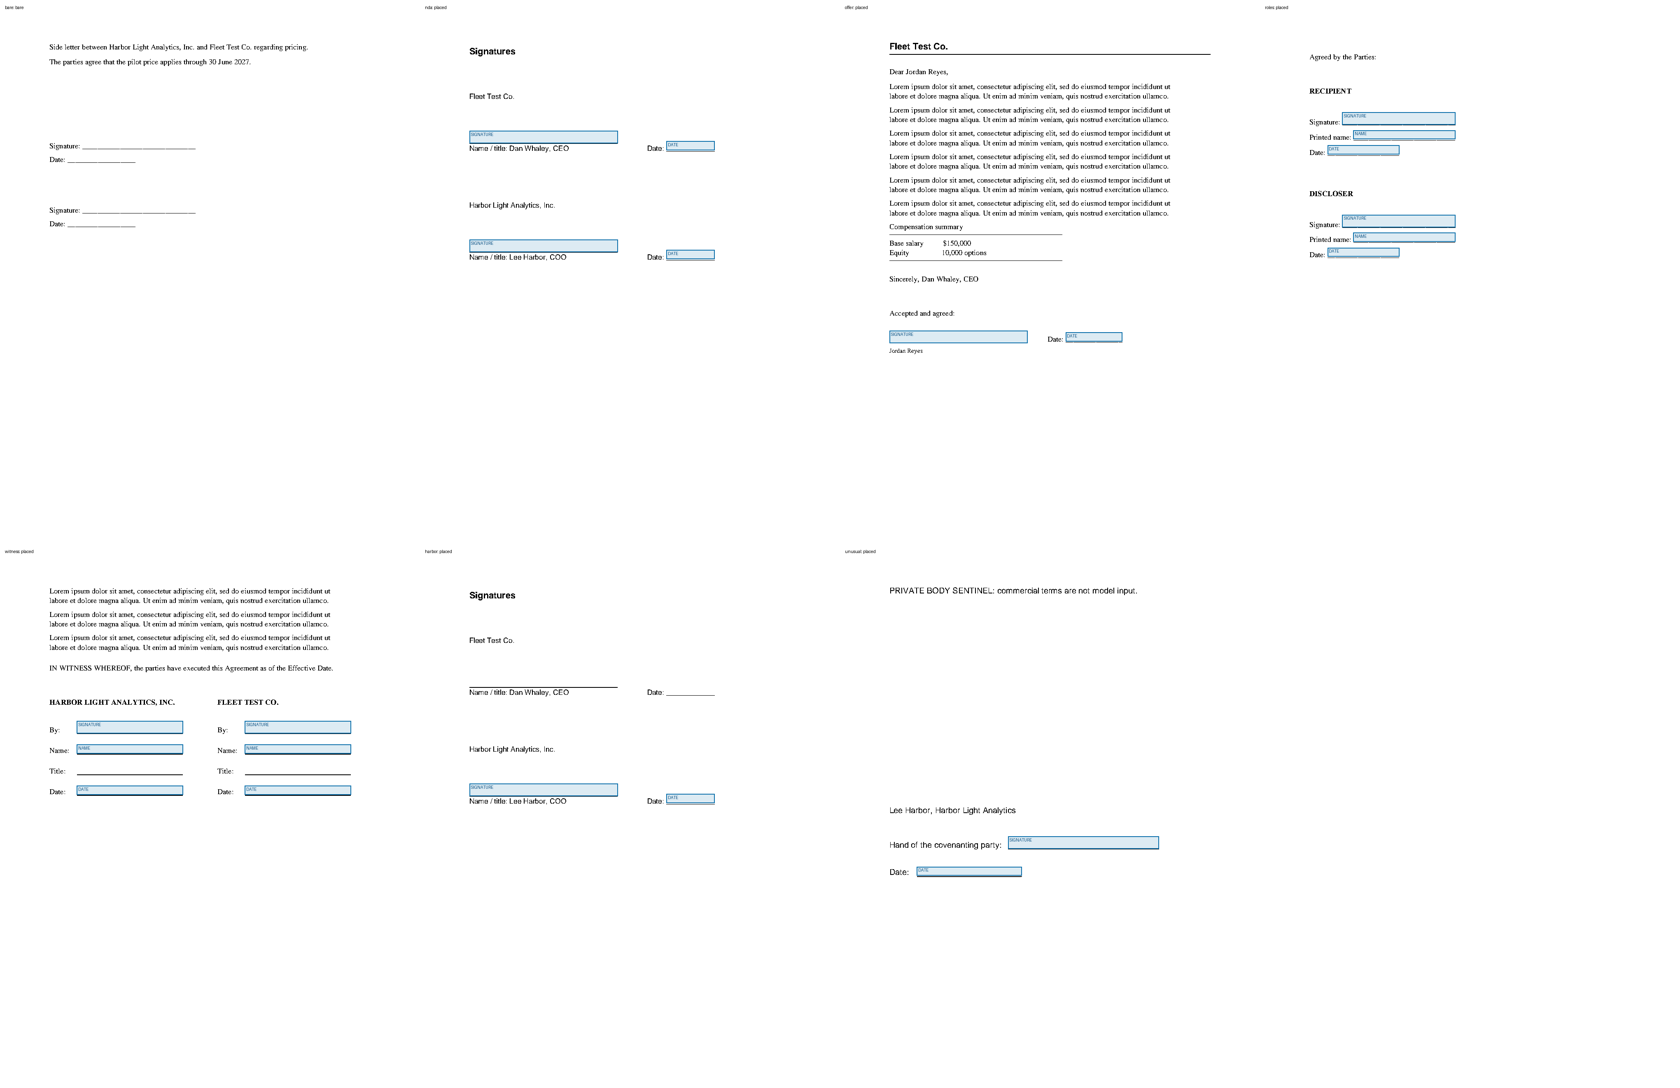 bare bare
Side letter between Harbor Light Analytics, Inc. and Fleet Test Co. regarding pricing.
The parties agree that the pilot price applies through 30 June 2027.
Signature: ______________________________
Date: __________________
Signature: ______________________________
Date: __________________
nda placed
Signatures
Fleet Test Co.
SIGNATURE
Name / title: Dan Whaley, CEO
Date:
DATE
Harbor Light Analytics, Inc.
SIGNATURE
Name / title: Lee Harbor, COO
Date:
DATE
offer placed
Fleet Test Co.
Dear Jordan Reyes,
Lorem ipsum dolor sit amet, consectetur adipiscing elit, sed do eiusmod tempor incididunt ut
labore et dolore magna aliqua. Ut enim ad minim veniam, quis nostrud exercitation ullamco.
Lorem ipsum dolor sit amet, consectetur adipiscing elit, sed do eiusmod tempor incididunt ut
labore et dolore magna aliqua. Ut enim ad minim veniam, quis nostrud exercitation ullamco.
Lorem ipsum dolor sit amet, consectetur adipiscing elit, sed do eiusmod tempor incididunt ut
labore et dolore magna aliqua. Ut enim ad minim veniam, quis nostrud exercitation ullamco.
Lorem ipsum dolor sit amet, consectetur adipiscing elit, sed do eiusmod tempor incididunt ut
labore et dolore magna aliqua. Ut enim ad minim veniam, quis nostrud exercitation ullamco.
Lorem ipsum dolor sit amet, consectetur adipiscing elit, sed do eiusmod tempor incididunt ut
labore et dolore magna aliqua. Ut enim ad minim veniam, quis nostrud exercitation ullamco.
Lorem ipsum dolor sit amet, consectetur adipiscing elit, sed do eiusmod tempor incididunt ut
labore et dolore magna aliqua. Ut enim ad minim veniam, quis nostrud exercitation ullamco.
Compensation summary
Base salary $150,000
Equity 10,000 options
Sincerely, Dan Whaley, CEO
Accepted and agreed:
SIGNATURE
Date:
DATE
Jordan Reyes
roles placed
Agreed by the Parties:
RECIPIENT
Signature:
SIGNATURE
Printed name:
NAME
Date:
DATE
DISCLOSER
Signature:
SIGNATURE
Printed name:
NAME
Date:
DATE
witness placed
Lorem ipsum dolor sit amet, consectetur adipiscing elit, sed do eiusmod tempor incididunt ut
labore et dolore magna aliqua. Ut enim ad minim veniam, quis nostrud exercitation ullamco.
Lorem ipsum dolor sit amet, consectetur adipiscing elit, sed do eiusmod tempor incididunt ut
labore et dolore magna aliqua. Ut enim ad minim veniam, quis nostrud exercitation ullamco.
Lorem ipsum dolor sit amet, consectetur adipiscing elit, sed do eiusmod tempor incididunt ut
labore et dolore magna aliqua. Ut enim ad minim veniam, quis nostrud exercitation ullamco.
IN WITNESS WHEREOF, the parties have executed this Agreement as of the Effective Date.
HARBOR LIGHT ANALYTICS, INC.
By:
SIGNATURE
Name:
NAME
Title:
Date:
DATE
FLEET TEST CO.
By:
SIGNATURE
Name:
NAME
Title:
Date:
DATE
harbor placed
Signatures
Fleet Test Co.
Name / title: Dan Whaley, CEO
Date: _____________
Harbor Light Analytics, Inc.
SIGNATURE
Name / title: Lee Harbor, COO
Date:
DATE
unusual placed
PRIVATE BODY SENTINEL: commercial terms are not model input.
Lee Harbor, Harbor Light Analytics
Hand of the covenanting party:
SIGNATURE
Date:
DATE